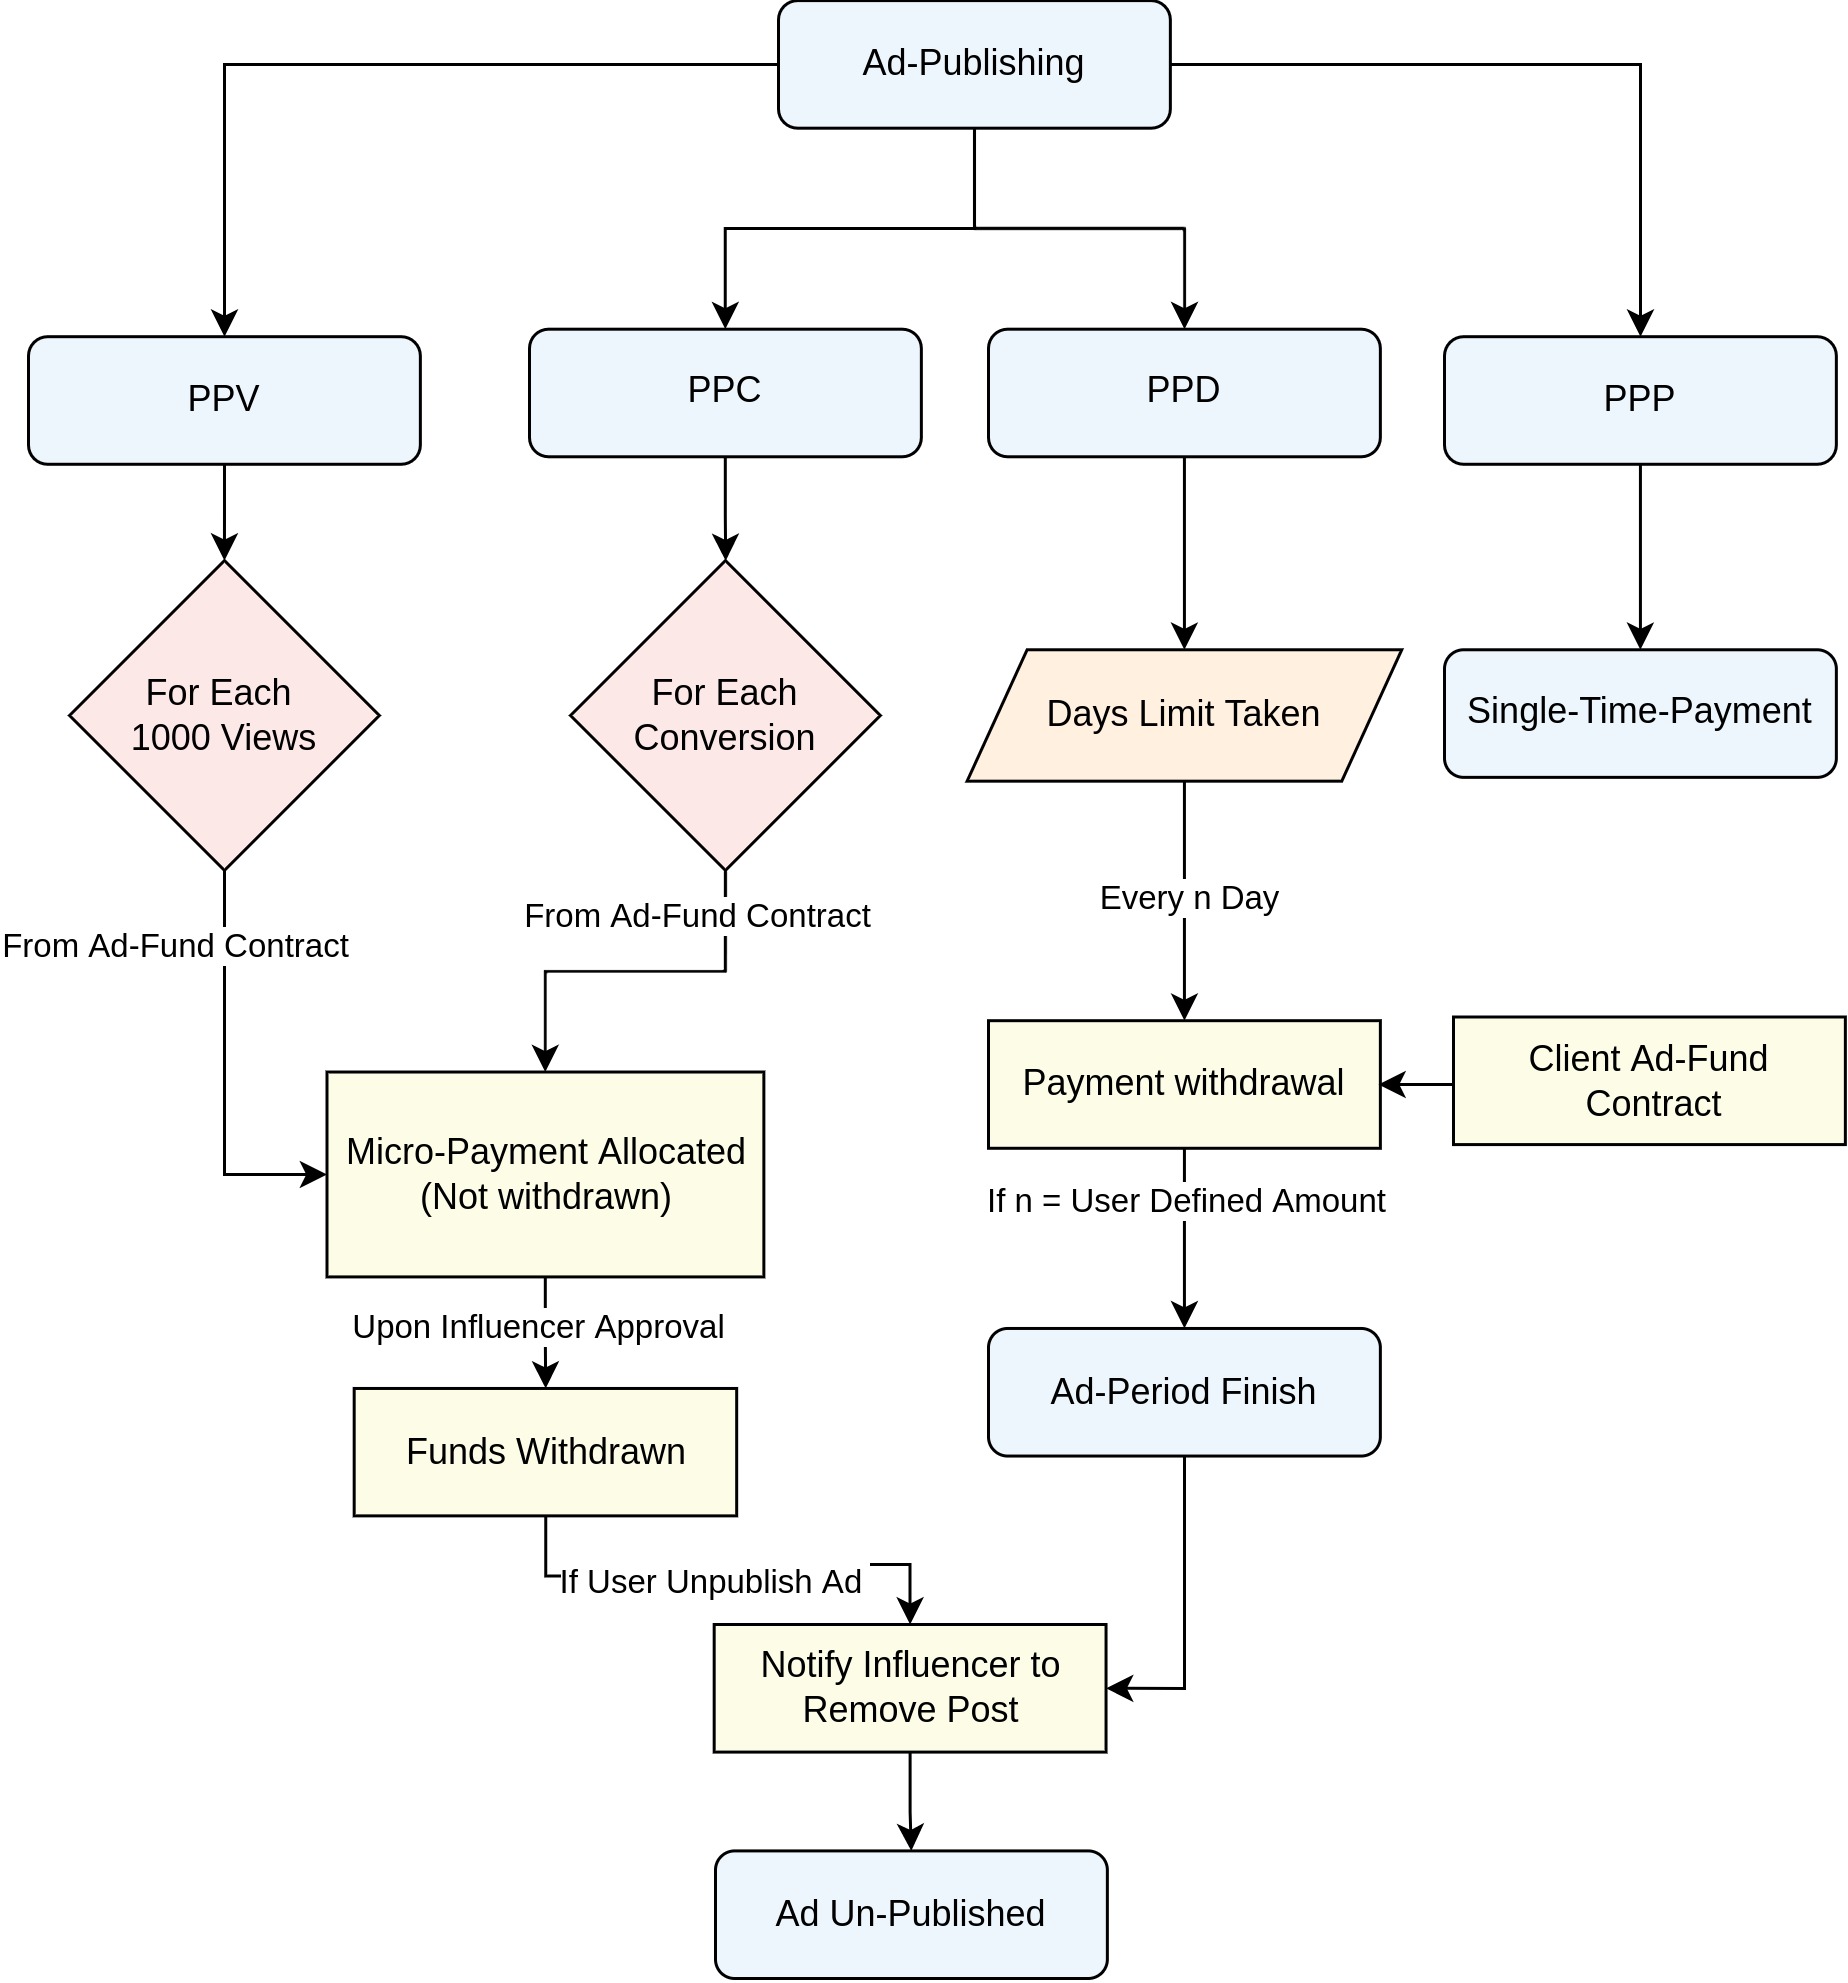 Ad-Publishing
PPV
PPC
PPD
PPP
For Each
1000 Views
For Each
Conversion
Days Limit Taken
Single-Time-Payment
Every n Day
From Ad-Fund Contract
From Ad-Fund Contract
Payment withdrawal
Client Ad-Fund
Contract
Micro-Payment Allocated
(Not withdrawn)
If n = User Defined Amount
Upon Influencer Approval
Ad-Period Finish
Funds Withdrawn
If User Unpublish Ad
Notify Influencer to
Remove Post
Ad Un-Published